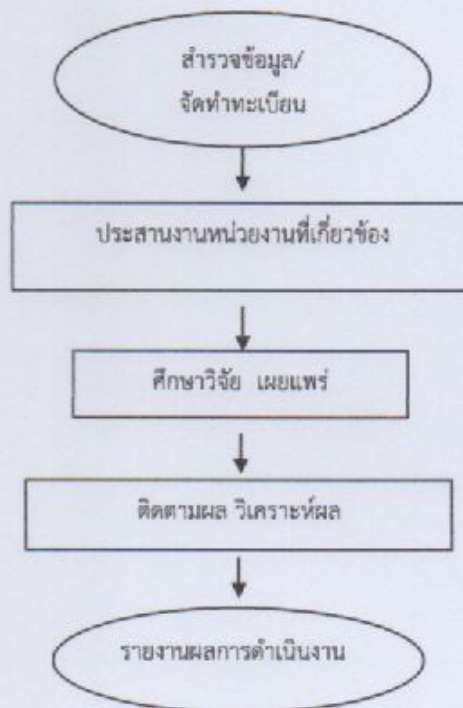 สำรวจข้อมูล/
จัดทำทะเบียน
ประสานงานหน่วยงานที่เกี่ยวข้อง
ศึกษาวิจัย เผยแพร่
ติดตามผล วิเคราะห์ผล
รายงานผลการดำเนินงาน